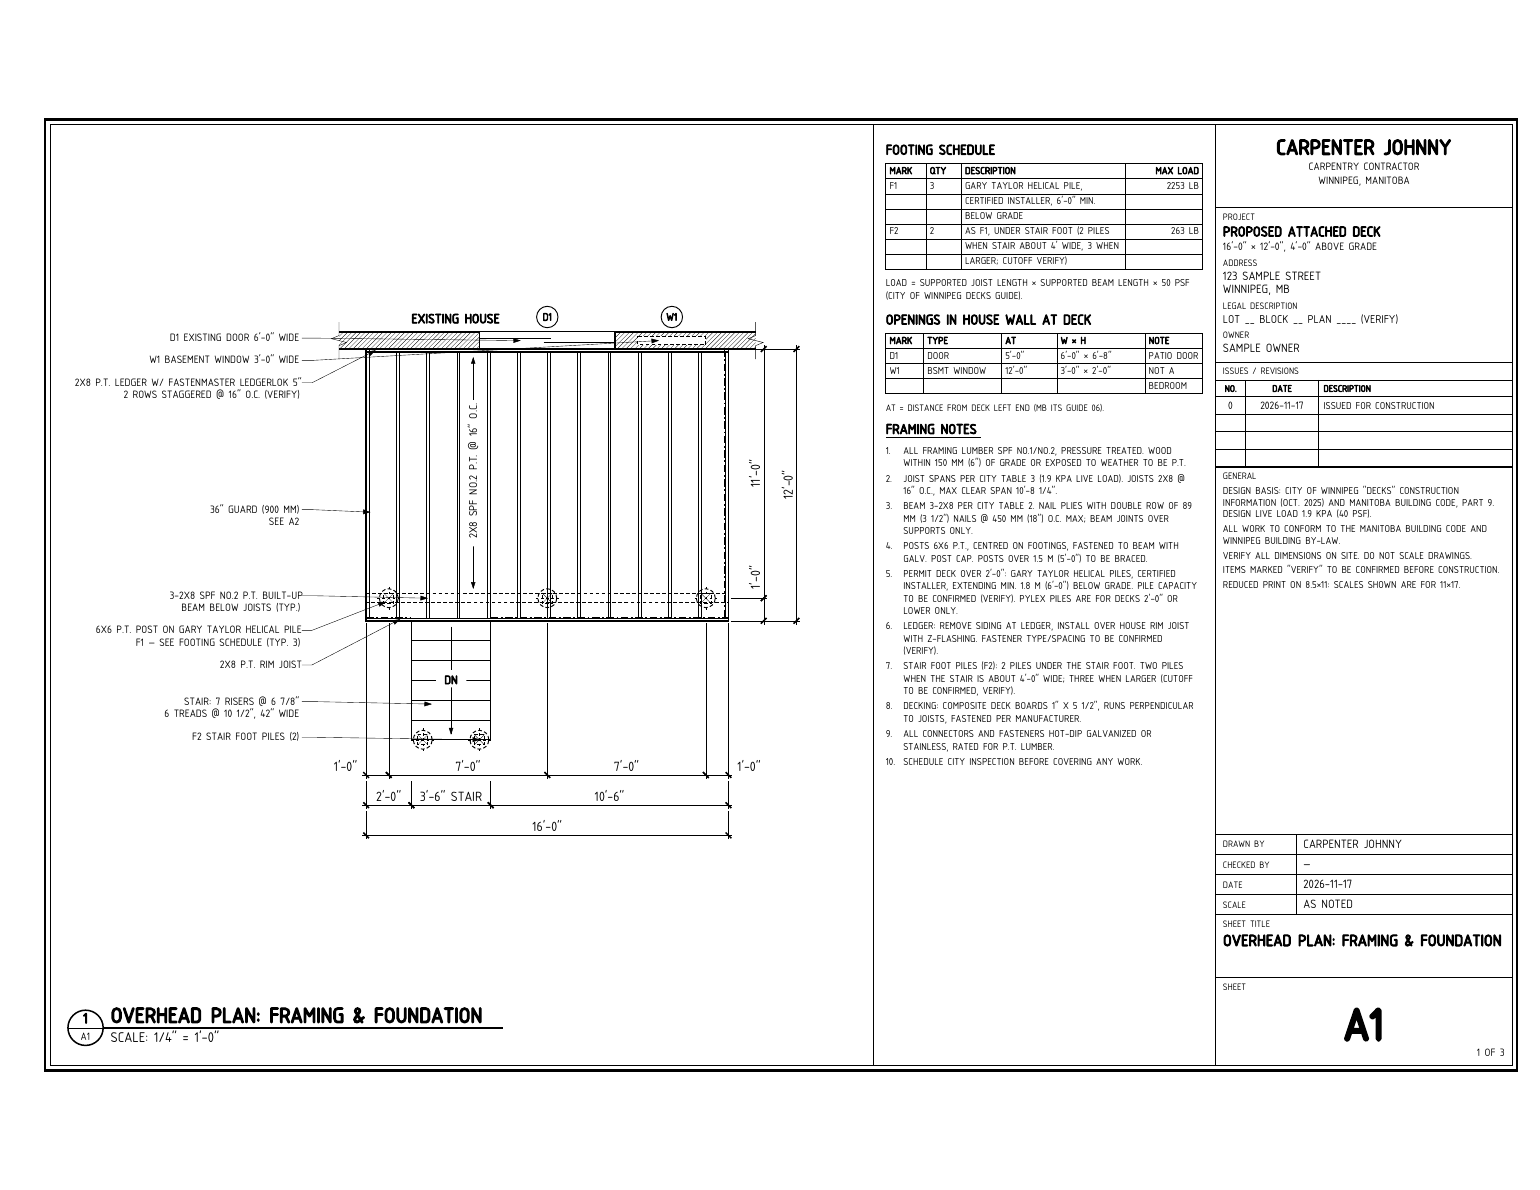 EXISTING HOUSE
D1
W1
D1 EXISTING DOOR 6'-0" WIDE
W1 BASEMENT WINDOW 3'-0" WIDE
2X8 P.T. LEDGER W/ FASTENMASTER LEDGERLOK 5"
2 ROWS STAGGERED @ 16" O.C. (VERIFY)
2X8 SPF NO.2 P.T. @ 16" O.C.
36" GUARD (900 MM)
SEE A2
11'-0"
12'-0"
1'-0"
3-2X8 SPF NO.2 P.T. BUILT-UP
BEAM BELOW JOISTS (TYP.)
6X6 P.T. POST ON GARY TAYLOR HELICAL PILE
F1 – SEE FOOTING SCHEDULE (TYP. 3)
2X8 P.T. RIM JOIST
DN
STAIR: 7 RISERS @ 6 7/8"
6 TREADS @ 10 1/2", 42" WIDE
F2 STAIR FOOT PILES (2)
1'-0" 7'-0" 7'-0" 1'-0"
2'-0" 3'-6" STAIR 10'-6"
16'-0"
1
A1
OVERHEAD PLAN: FRAMING & FOUNDATION
SCALE: 1/4" = 1'-0"
FOOTING SCHEDULE
MARK QTY DESCRIPTION MAX LOAD
F1 3 GARY TAYLOR HELICAL PILE, 2253 LB
CERTIFIED INSTALLER, 6'-0" MIN.
BELOW GRADE
F2 2 AS F1, UNDER STAIR FOOT (2 PILES 263 LB
WHEN STAIR ABOUT 4' WIDE, 3 WHEN
LARGER; CUTOFF VERIFY)
LOAD = SUPPORTED JOIST LENGTH × SUPPORTED BEAM LENGTH × 50 PSF
(CITY OF WINNIPEG DECKS GUIDE).
OPENINGS IN HOUSE WALL AT DECK
MARK TYPE AT W × H NOTE
D1 DOOR 5'-0" 6'-0" × 6'-8" PATIO DOOR
W1 BSMT WINDOW 12'-0" 3'-0" × 2'-0" NOT A
BEDROOM
AT = DISTANCE FROM DECK LEFT END (MB ITS GUIDE 06).
FRAMING NOTES
1. ALL FRAMING LUMBER SPF NO.1/NO.2, PRESSURE TREATED. WOOD
WITHIN 150 MM (6") OF GRADE OR EXPOSED TO WEATHER TO BE P.T.
2. JOIST SPANS PER CITY TABLE 3 (1.9 KPA LIVE LOAD). JOISTS 2X8 @
16" O.C., MAX CLEAR SPAN 10'-8 1/4".
3. BEAM 3-2X8 PER CITY TABLE 2. NAIL PLIES WITH DOUBLE ROW OF 89
MM (3 1/2") NAILS @ 450 MM (18") O.C. MAX; BEAM JOINTS OVER
SUPPORTS ONLY.
4. POSTS 6X6 P.T., CENTRED ON FOOTINGS, FASTENED TO BEAM WITH
GALV. POST CAP. POSTS OVER 1.5 M (5'-0") TO BE BRACED.
5. PERMIT DECK OVER 2'-0": GARY TAYLOR HELICAL PILES, CERTIFIED
INSTALLER, EXTENDING MIN. 1.8 M (6'-0") BELOW GRADE. PILE CAPACITY
TO BE CONFIRMED (VERIFY). PYLEX PILES ARE FOR DECKS 2'-0" OR
LOWER ONLY.
6. LEDGER: REMOVE SIDING AT LEDGER, INSTALL OVER HOUSE RIM JOIST
WITH Z-FLASHING. FASTENER TYPE/SPACING TO BE CONFIRMED
(VERIFY).
7. STAIR FOOT PILES (F2): 2 PILES UNDER THE STAIR FOOT. TWO PILES
WHEN THE STAIR IS ABOUT 4'-0" WIDE; THREE WHEN LARGER (CUTOFF
TO BE CONFIRMED, VERIFY).
8. DECKING: COMPOSITE DECK BOARDS 1" X 5 1/2", RUNS PERPENDICULAR
TO JOISTS, FASTENED PER MANUFACTURER.
9. ALL CONNECTORS AND FASTENERS HOT-DIP GALVANIZED OR
STAINLESS, RATED FOR P.T. LUMBER.
10. SCHEDULE CITY INSPECTION BEFORE COVERING ANY WORK.
CARPENTER JOHNNY
CARPENTRY CONTRACTOR
WINNIPEG, MANITOBA
PROJECT
PROPOSED ATTACHED DECK
16'-0" × 12'-0", 4'-0" ABOVE GRADE
ADDRESS
123 SAMPLE STREET
WINNIPEG, MB
LEGAL DESCRIPTION
LOT __ BLOCK __ PLAN ____ (VERIFY)
OWNER
SAMPLE OWNER
ISSUES / REVISIONS
NO. DATE DESCRIPTION
0 2026-11-17 ISSUED FOR CONSTRUCTION
GENERAL
DESIGN BASIS: CITY OF WINNIPEG "DECKS" CONSTRUCTION
INFORMATION (OCT. 2025) AND MANITOBA BUILDING CODE, PART 9.
DESIGN LIVE LOAD 1.9 KPA (40 PSF).
ALL WORK TO CONFORM TO THE MANITOBA BUILDING CODE AND
WINNIPEG BUILDING BY-LAW.
VERIFY ALL DIMENSIONS ON SITE. DO NOT SCALE DRAWINGS.
ITEMS MARKED "VERIFY" TO BE CONFIRMED BEFORE CONSTRUCTION.
REDUCED PRINT ON 8.5×11: SCALES SHOWN ARE FOR 11×17.
DRAWN BY CARPENTER JOHNNY
CHECKED BY –
DATE 2026-11-17
SCALE AS NOTED
SHEET TITLE
OVERHEAD PLAN: FRAMING & FOUNDATION
SHEET
A1
1 OF 3